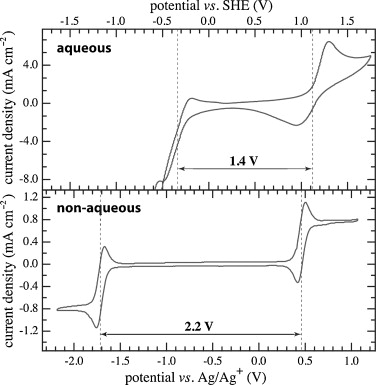 potential vs. SHE (V)
-1.5 -1.0 -0.5 0.0 0.5 1.0 1.5
aqueous
current density (mA cm-2)
4.0
0.0
-4.0
-8.0
1.4 V
non-aqueous
current density (mA cm-2)
1.2
0.8
0.4
0.0
-0.4
-0.8
-1.2
2.2 V
-2.0 -1.5 -1.0 -0.5 0.0 0.5 1.0
potential vs. Ag/Ag+ (V)